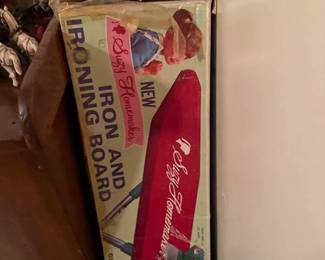 NEW
Suzy Homemaker
IRON AND
IRONING BOARD
Suzy Homemaker